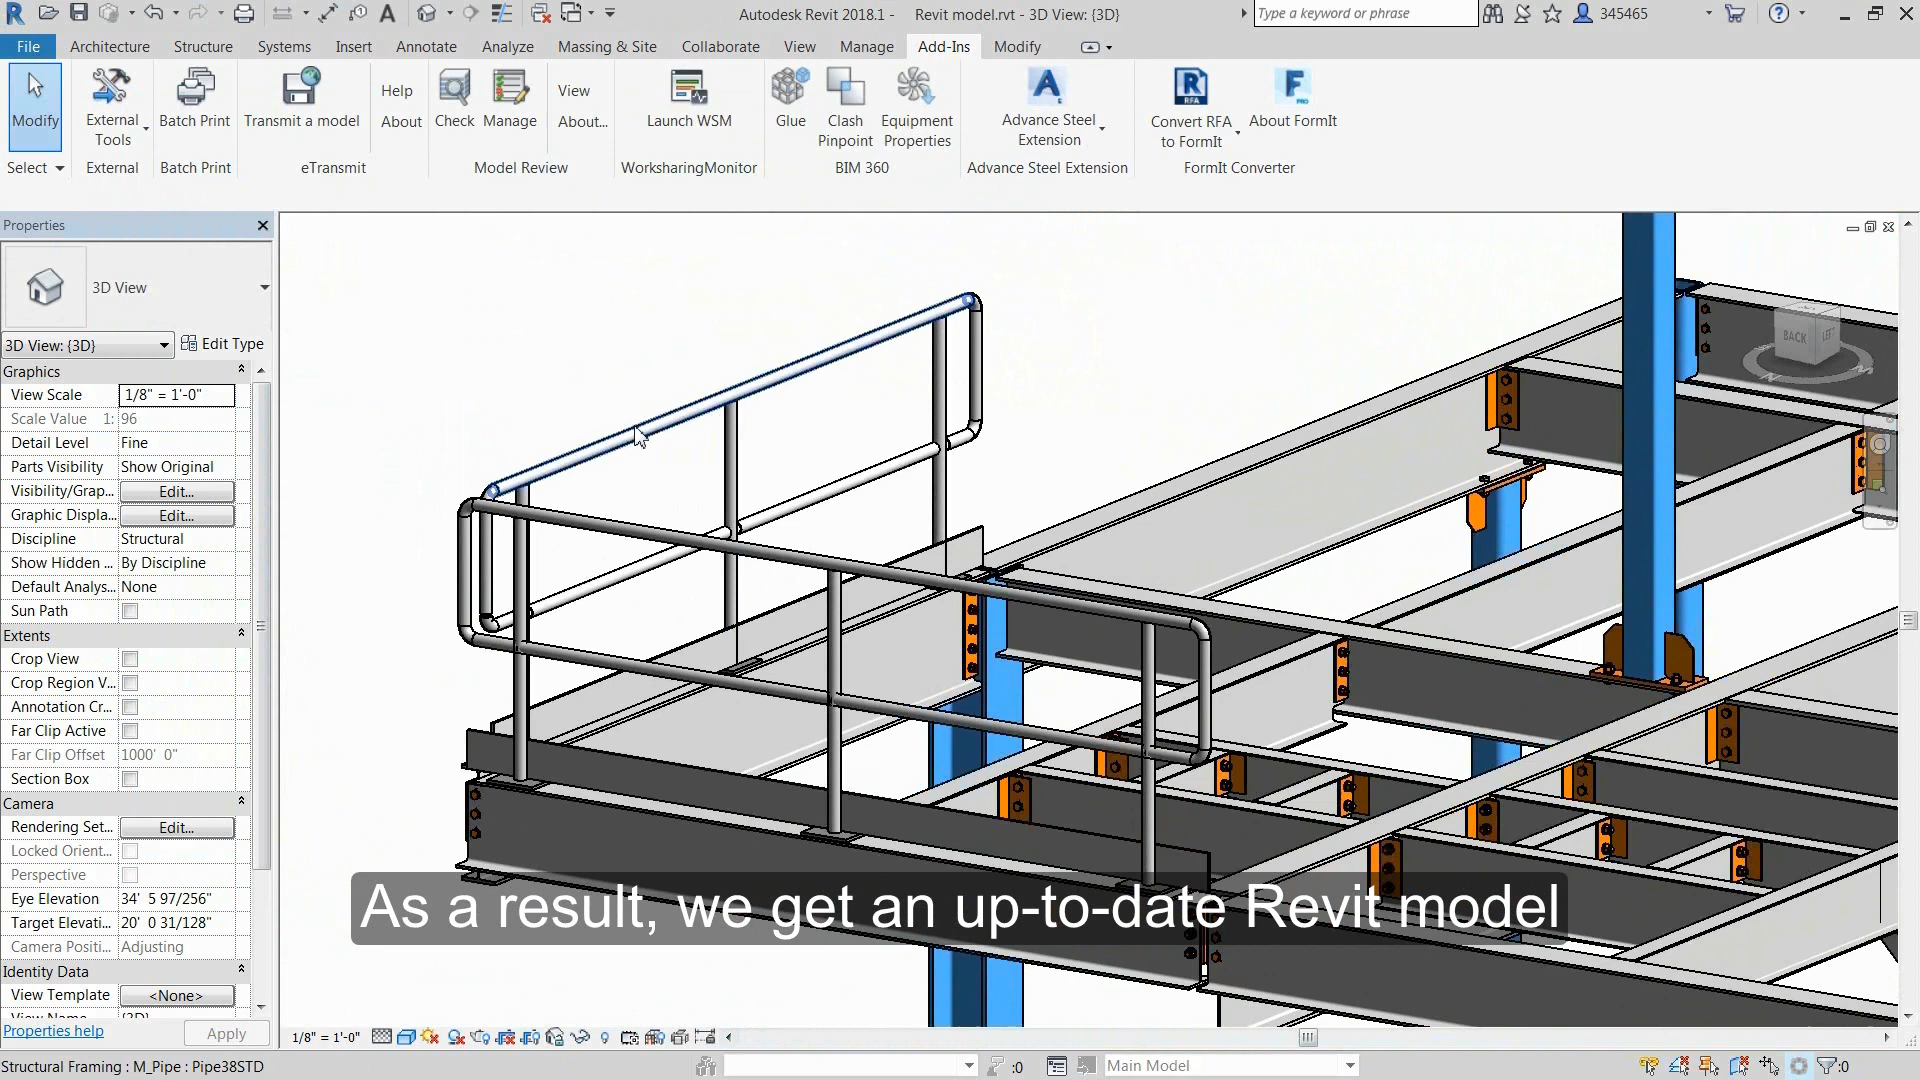 Autodesk Revit 2018.1 - Revit model.rvt - 3D View: {3D}
Type a keyword or phrase
345465
File Architecture Structure Systems Insert Annotate Analyze Massing & Site Collaborate View Manage Add-Ins Modify
Modify
External
Tools
Batch Print
Transmit a model
Help
About
Check
Manage
View
About...
Launch WSM
Glue
Clash
Pinpoint
Equipment
Properties
Advance Steel
Extension
Convert RFA
to FormIt
About FormIt
Select External Batch Print eTransmit Model Review WorksharingMonitor BIM 360 Advance Steel Extension FormIt Converter
Properties
3D View
3D View: {3D} Edit Type
Graphics
View Scale 1/8" = 1'-0"
Scale Value 1: 96
Detail Level Fine
Parts Visibility Show Original
Visibility/Grap... Edit...
Graphic Displa... Edit...
Discipline Structural
Show Hidden ... By Discipline
Default Analys... None
Sun Path
Extents
Crop View
Crop Region V...
Annotation Cr...
Far Clip Active
Far Clip Offset 1000' 0"
Section Box
Camera
Rendering Set... Edit...
Locked Orient...
Perspective
Eye Elevation 34' 5 97/256"
Target Elevati... 20' 0 31/128"
Camera Positi... Adjusting
Identity Data
View Template <None>
View Name {3D}
Properties help Apply
BACK LEFT
As a result, we get an up-to-date Revit model
1/8" = 1'-0"
Structural Framing : M_Pipe : Pipe38STD
:0
Main Model
:0